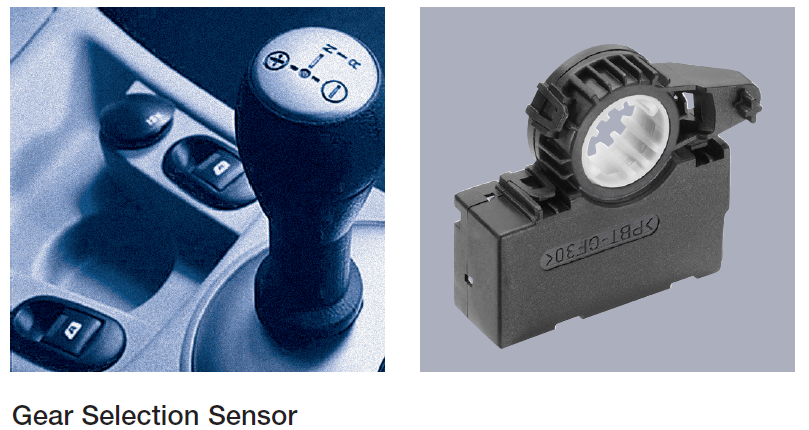 N
R
+
−
>PBT-GF30<
Gear Selection Sensor